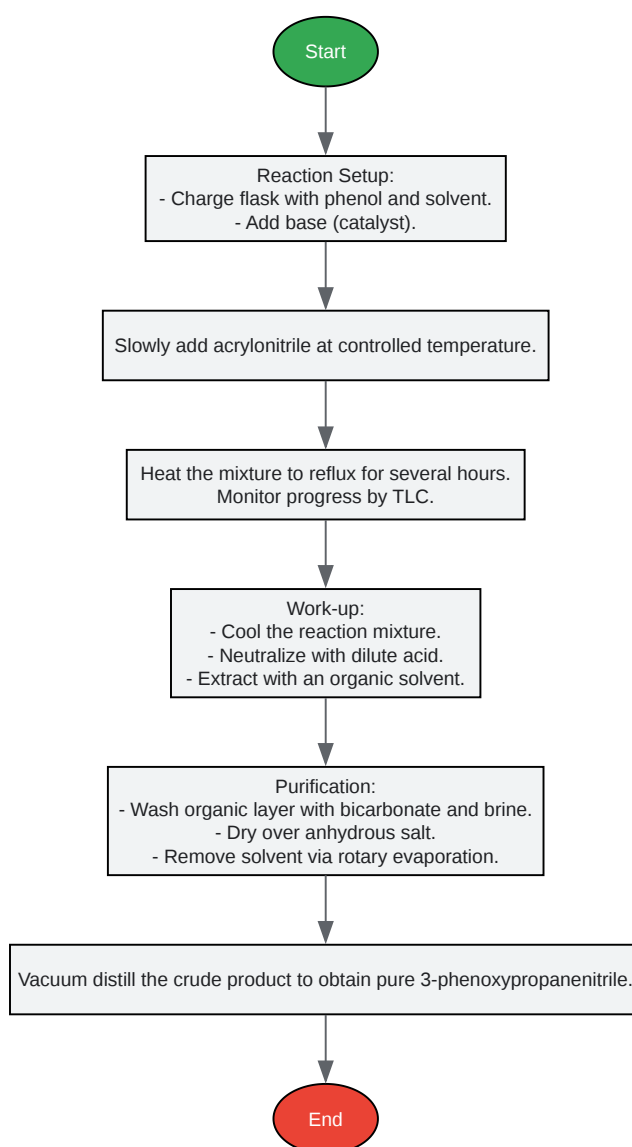 Start
Reaction Setup:
- Charge flask with phenol and solvent.
- Add base (catalyst).
Slowly add acrylonitrile at controlled temperature.
Heat the mixture to reflux for several hours.
Monitor progress by TLC.
Work-up:
- Cool the reaction mixture.
- Neutralize with dilute acid.
- Extract with an organic solvent.
Purification:
- Wash organic layer with bicarbonate and brine.
- Dry over anhydrous salt.
- Remove solvent via rotary evaporation.
Vacuum distill the crude product to obtain pure 3-phenoxypropanenitrile.
End